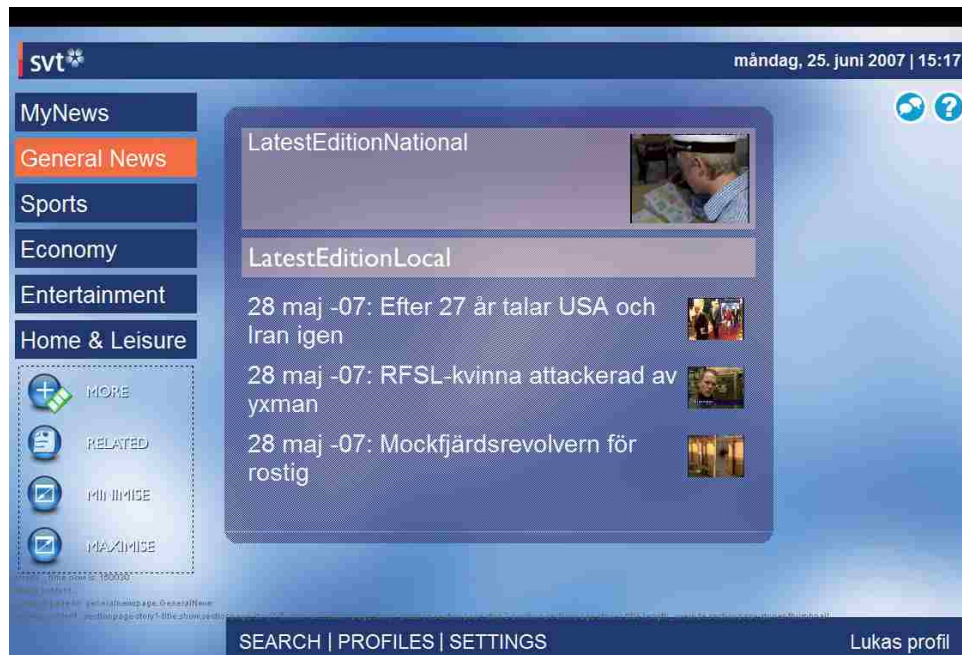 svt
måndag, 25. juni 2007 | 15:17
MyNews
General News
Sports
Economy
Entertainment
Home & Leisure
MORE
RELATED
MINIMISE
MAXIMISE
LatestEditionNational
LatestEditionLocal
28 maj -07: Efter 27 år talar USA och
Iran igen
28 maj -07: RFSL-kvinna attackerad av
yxman
28 maj -07: Mockfjärdsrevolvern för
rostig
?
SEARCH | PROFILES | SETTINGS
Lukas profil